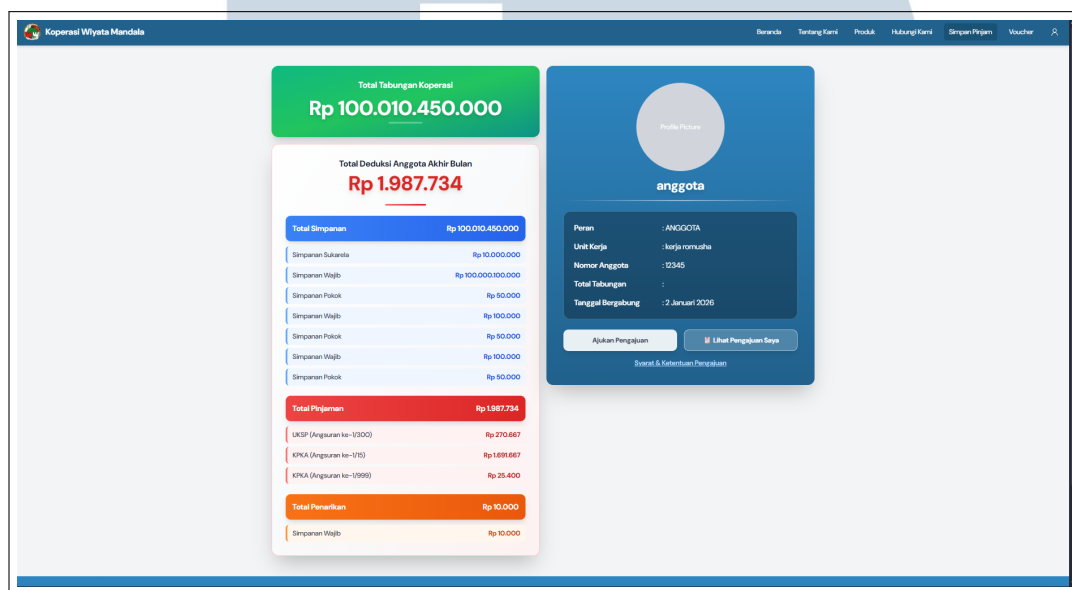 Koperasi Wiyata Mandala
Beranda Tentang Kami Produk Hubungi Kami Simpan Pinjam Voucher
Total Tabungan Koperasi
Rp 100.010.450.000
Total Deduksi Anggota Akhir Bulan
Rp 1.987.734
Total Simpanan Rp 100.010.450.000
Simpanan Sukarela Rp 10.000.000
Simpanan Wajib Rp 100.000.100.000
Simpanan Pokok Rp 50.000
Simpanan Wajib Rp 100.000
Simpanan Pokok Rp 50.000
Simpanan Wajib Rp 100.000
Simpanan Pokok Rp 50.000
Total Pinjaman Rp 1.987.734
UKSP (Angsuran ke-1/300) Rp 270.667
KPKA (Angsuran ke-1/15) Rp 1.691.667
KPKA (Angsuran ke-1/999) Rp 25.400
Total Penarikan Rp 10.000
Simpanan Wajib Rp 10.000
Profile Picture
anggota
Peran : ANGGOTA
Unit Kerja : kerja romusha
Nomor Anggota : 12345
Total Tabungan :
Tanggal Bergabung : 2 Januari 2026
Ajukan Pengajuan Lihat Pengajuan Saya
Syarat & Ketentuan Pengajuan